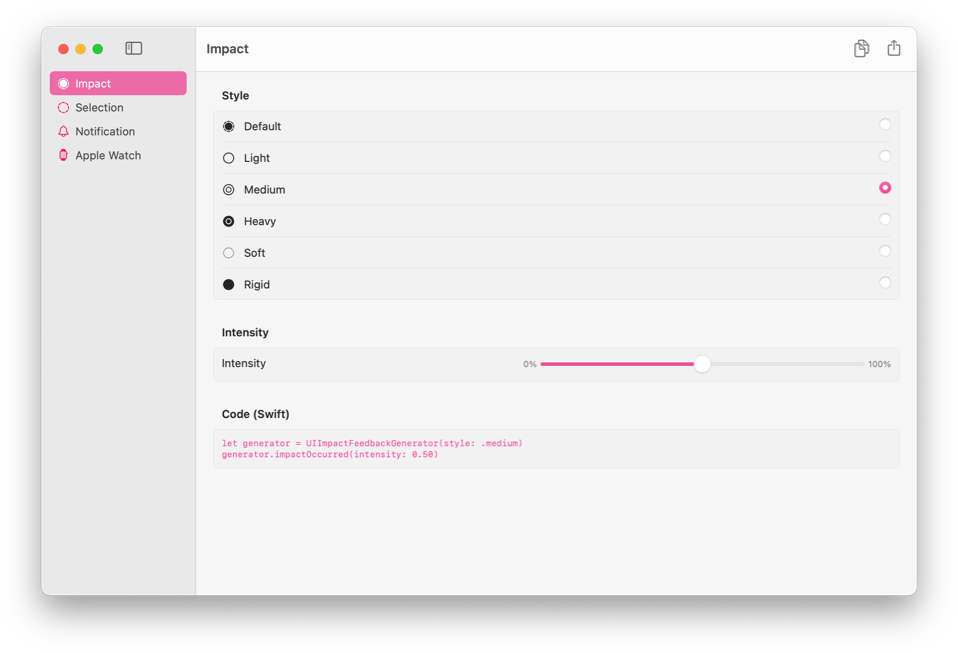 Impact
Selection
Notification
Apple Watch
Impact
Style
Default
Light
Medium
Heavy
Soft
Rigid
Intensity
Intensity 0% 100%
Code (Swift)
let generator = UIImpactFeedbackGenerator(style: .medium)
generator.impactOccurred(intensity: 0.50)